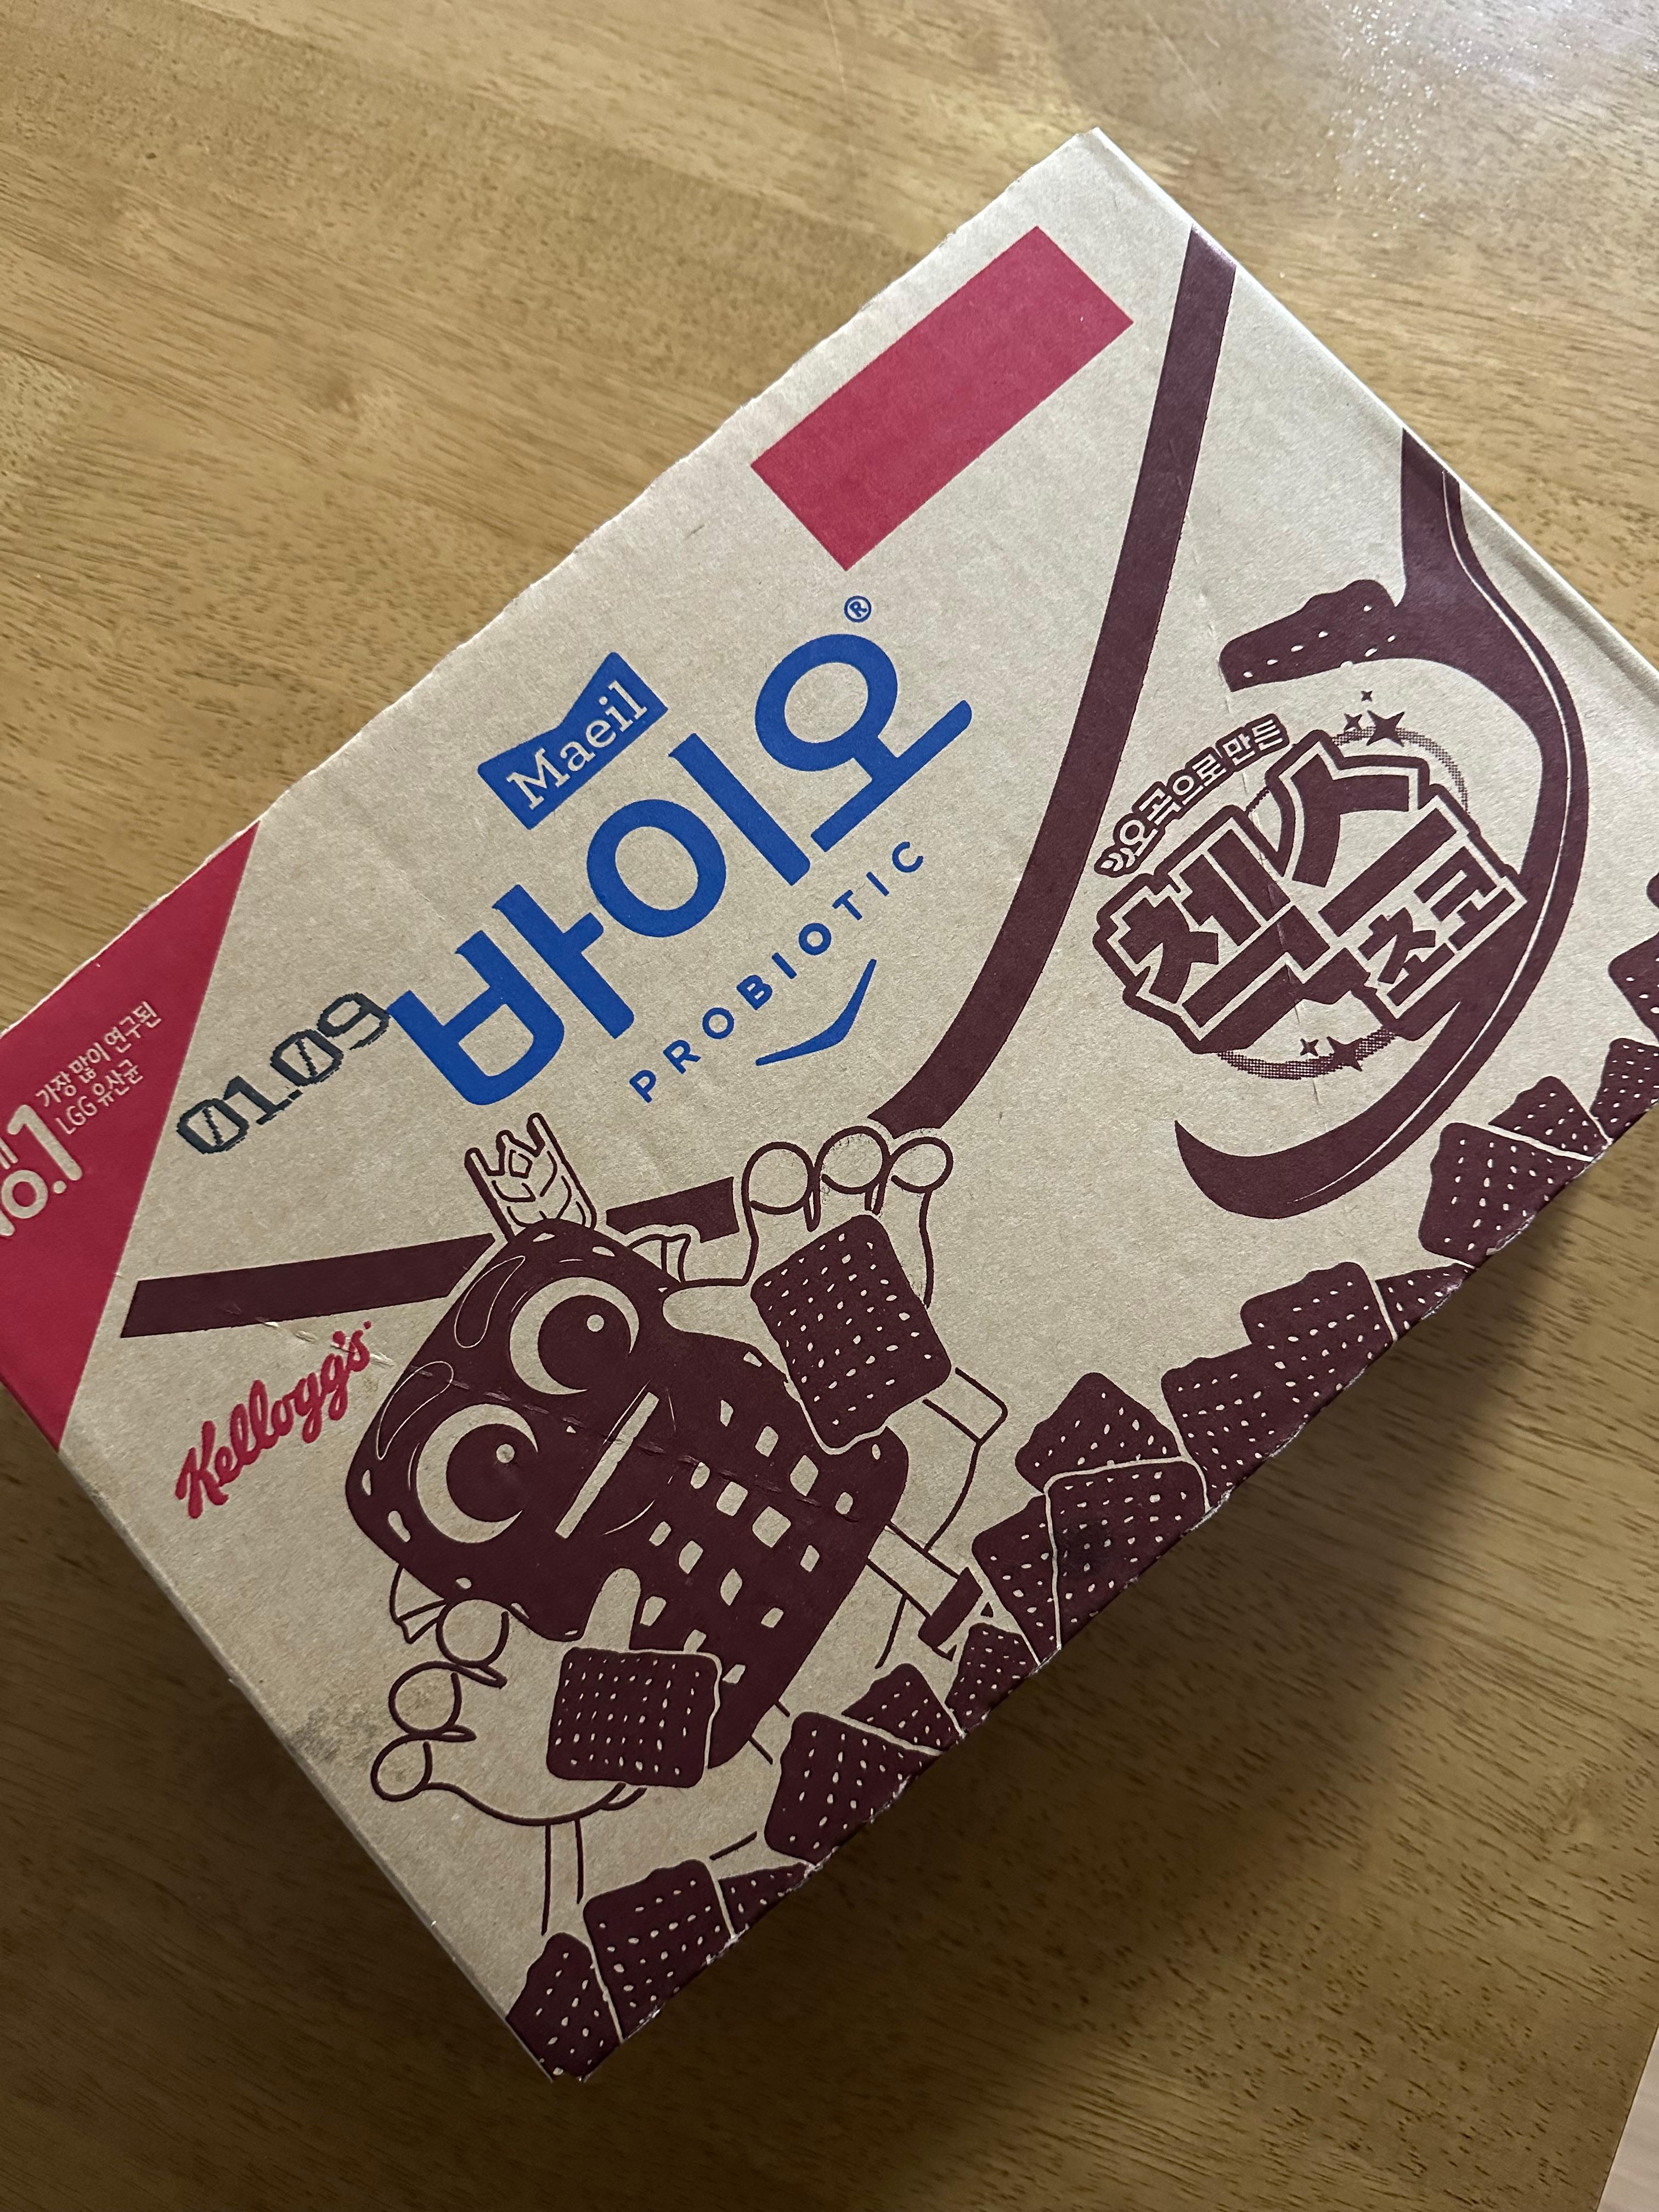 Maeil
바이오®
PROBIOTIC
No.1
가장 많이 연구된
LGG 유산균
01.09
오곡으로 만든
첵스
초코
Kellogg's